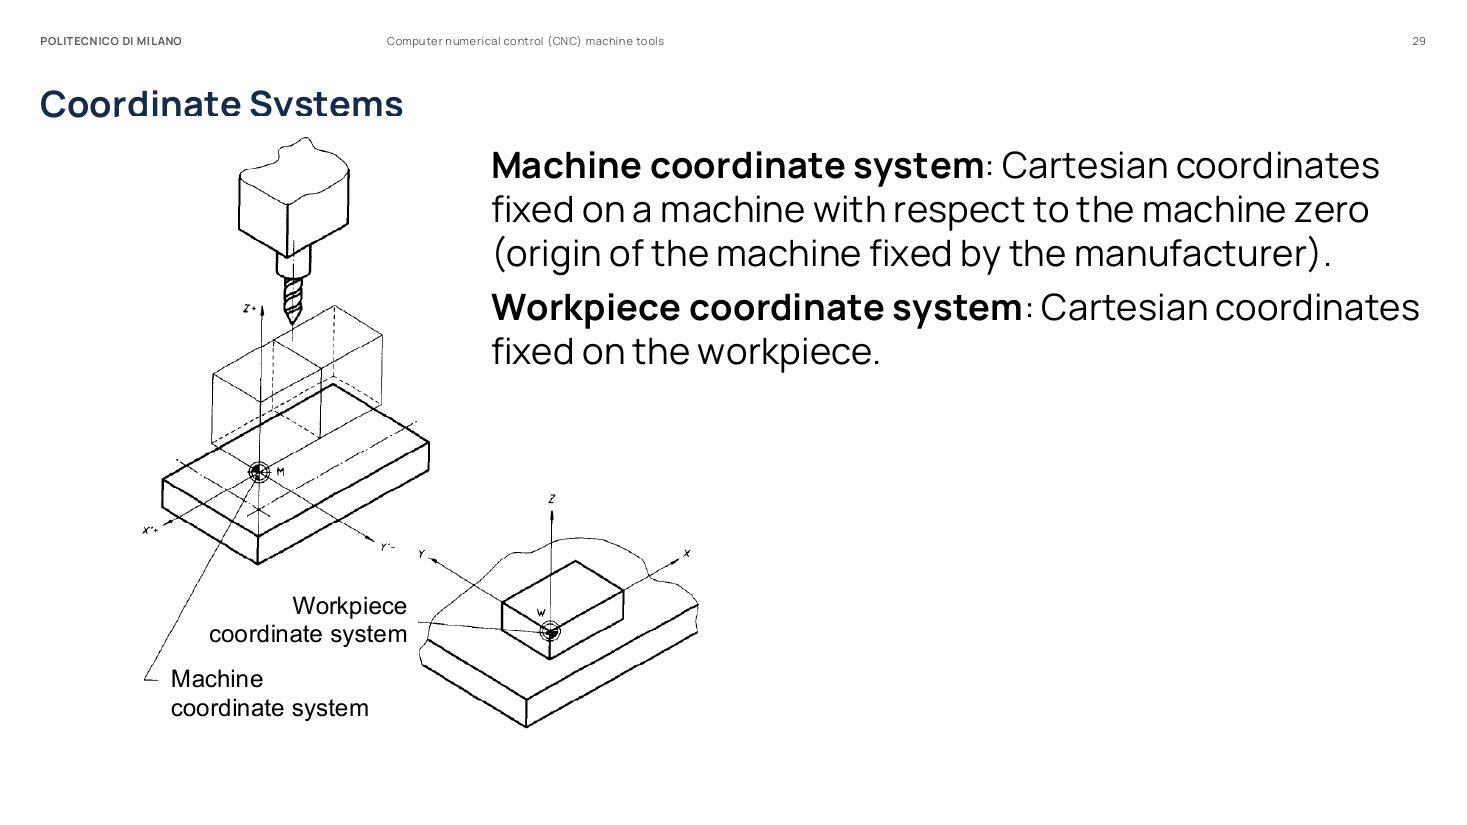 POLITECNICO DI MILANO
Computer numerical control (CNC) machine tools
29
Coordinate Systems
Machine coordinate system: Cartesian coordinates
fixed on a machine with respect to the machine zero
(origin of the machine fixed by the manufacturer).
Workpiece coordinate system: Cartesian coordinates
fixed on the workpiece.
Z+
M
X'+
Y'-
Z
Y
X
W
Workpiece
coordinate system
Machine
coordinate system